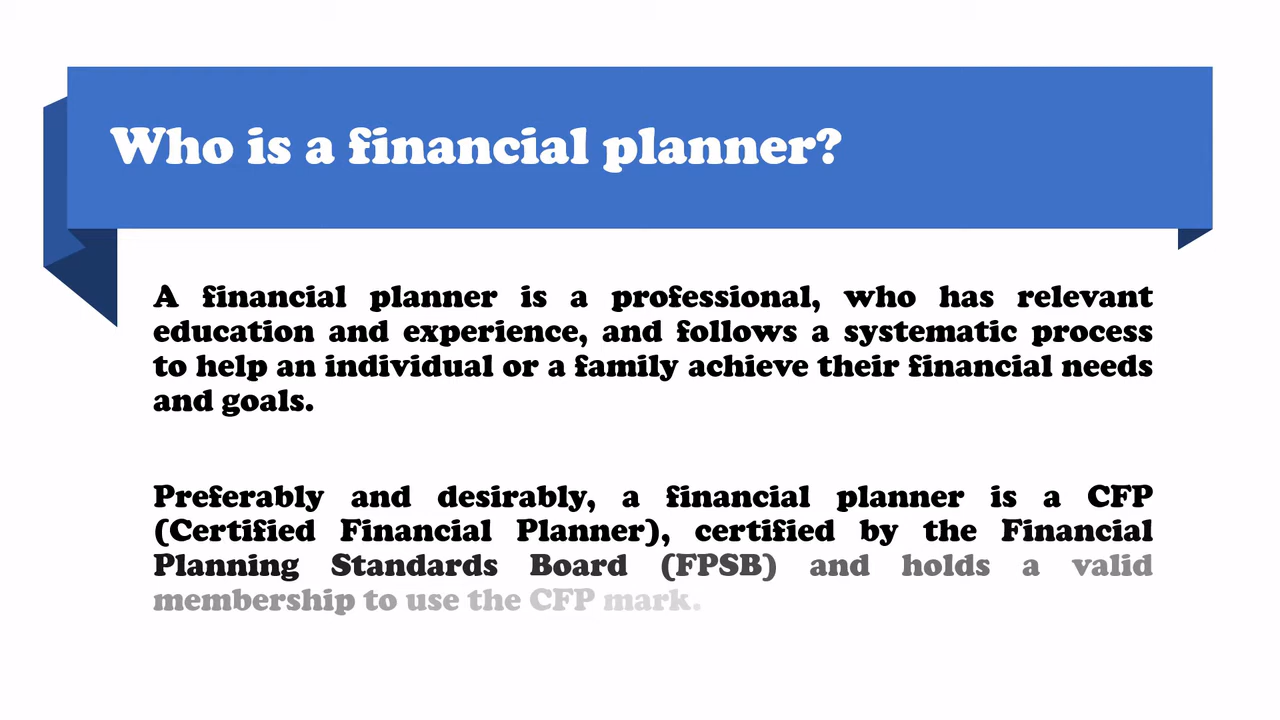 Who is a financial planner?
A financial planner is a professional, who has relevant
education and experience, and follows a systematic process
to help an individual or a family achieve their financial needs
and goals.
Preferably and desirably, a financial planner is a CFP
(Certified Financial Planner), certified by the Financial
Planning Standards Board (FPSB) and holds a valid
membership to use the CFP mark.